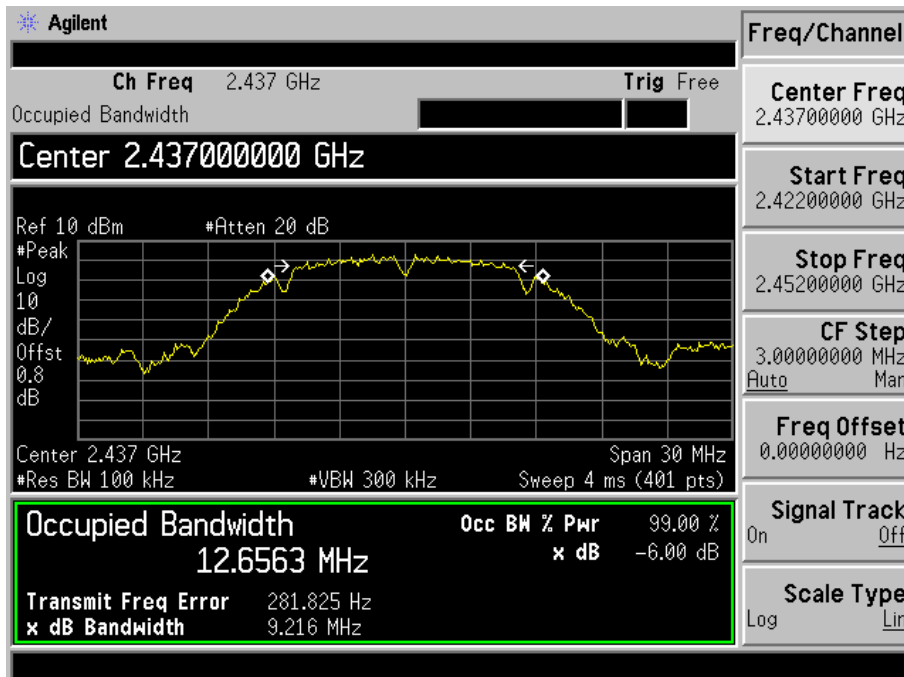 Agilent
Freq/Channel
Ch Freq 2.437 GHz Trig Free
Occupied Bandwidth
Center 2.437000000 GHz
Center Freq
2.43700000 GHz
Start Freq
2.42200000 GHz
Stop Freq
2.45200000 GHz
CF Step
3.00000000 MHz
Auto Man
Freq Offset
0.00000000 Hz
Signal Track
On Off
Scale Type
Log Lin
Ref 10 dBm #Atten 20 dB
#Peak
Log
10
dB/
Offst
0.8
dB
Center 2.437 GHz Span 30 MHz
#Res BW 100 kHz #VBW 300 kHz Sweep 4 ms (401 pts)
Occupied Bandwidth
12.6563 MHz
Occ BW % Pwr 99.00 %
x dB -6.00 dB
Transmit Freq Error 281.825 Hz
x dB Bandwidth 9.216 MHz